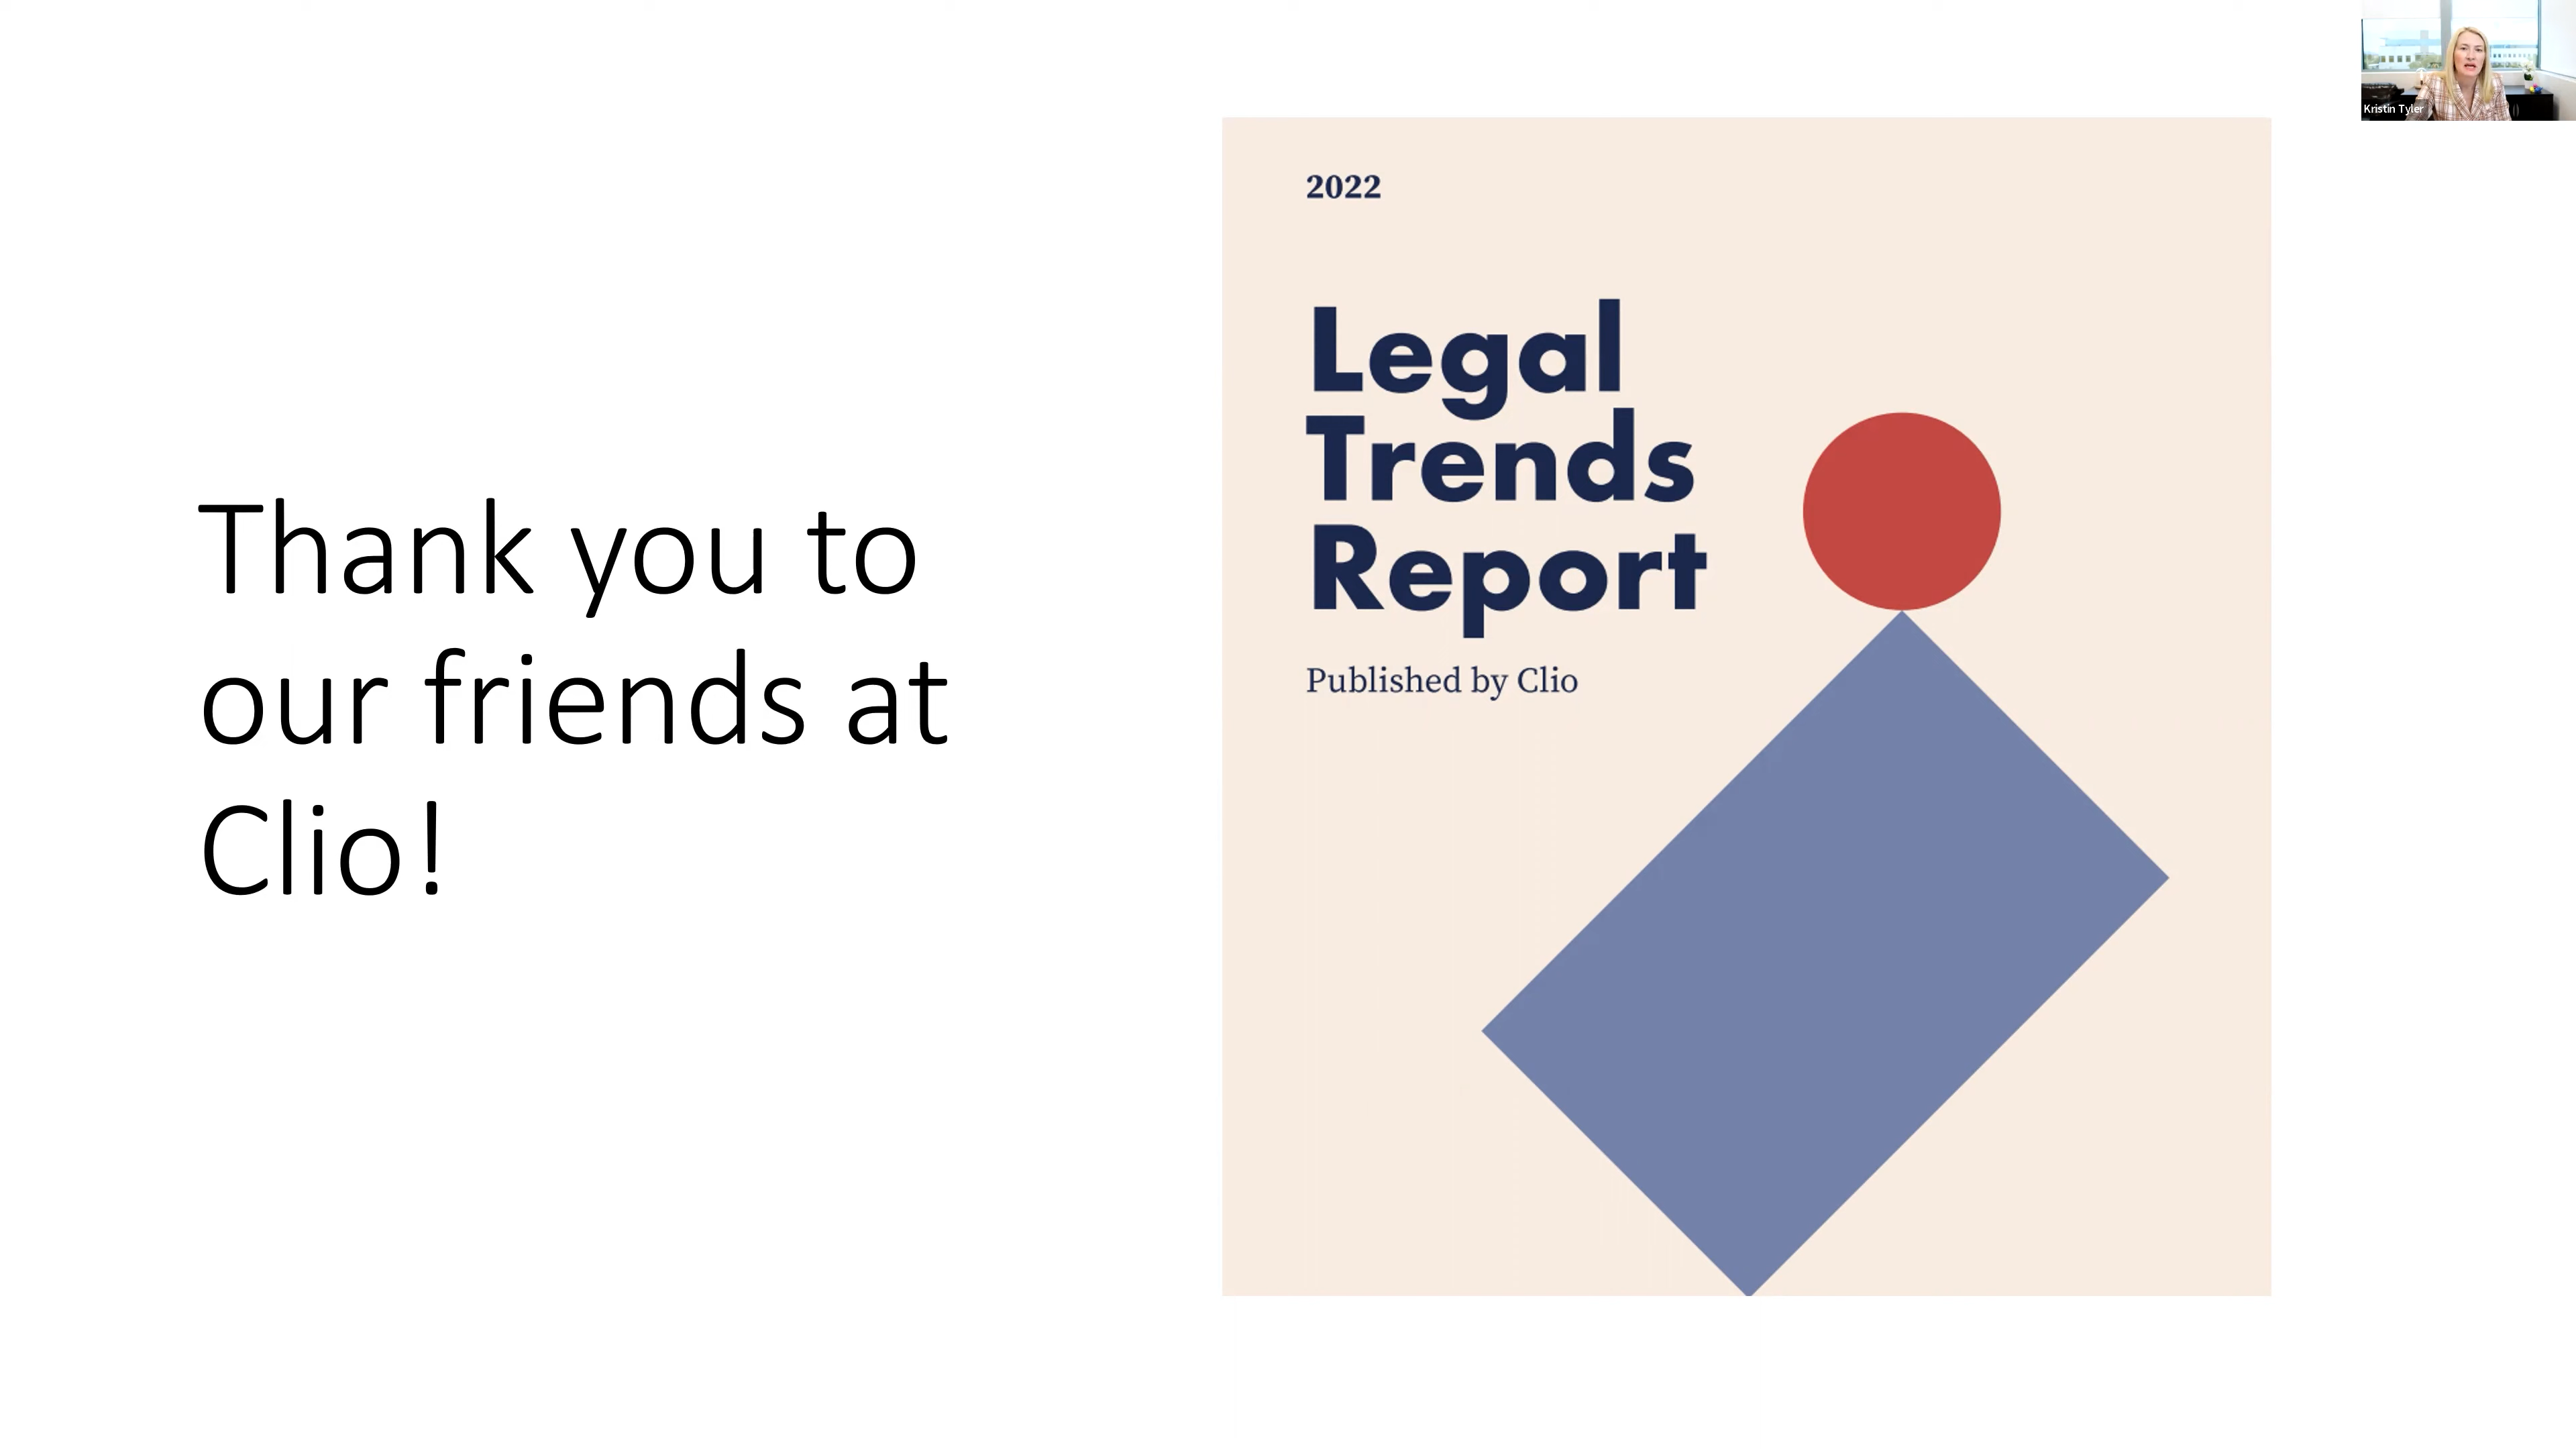 Thank you to
our friends at
Clio!
2022
Legal
Trends
Report
Published by Clio
Kristin Tyler